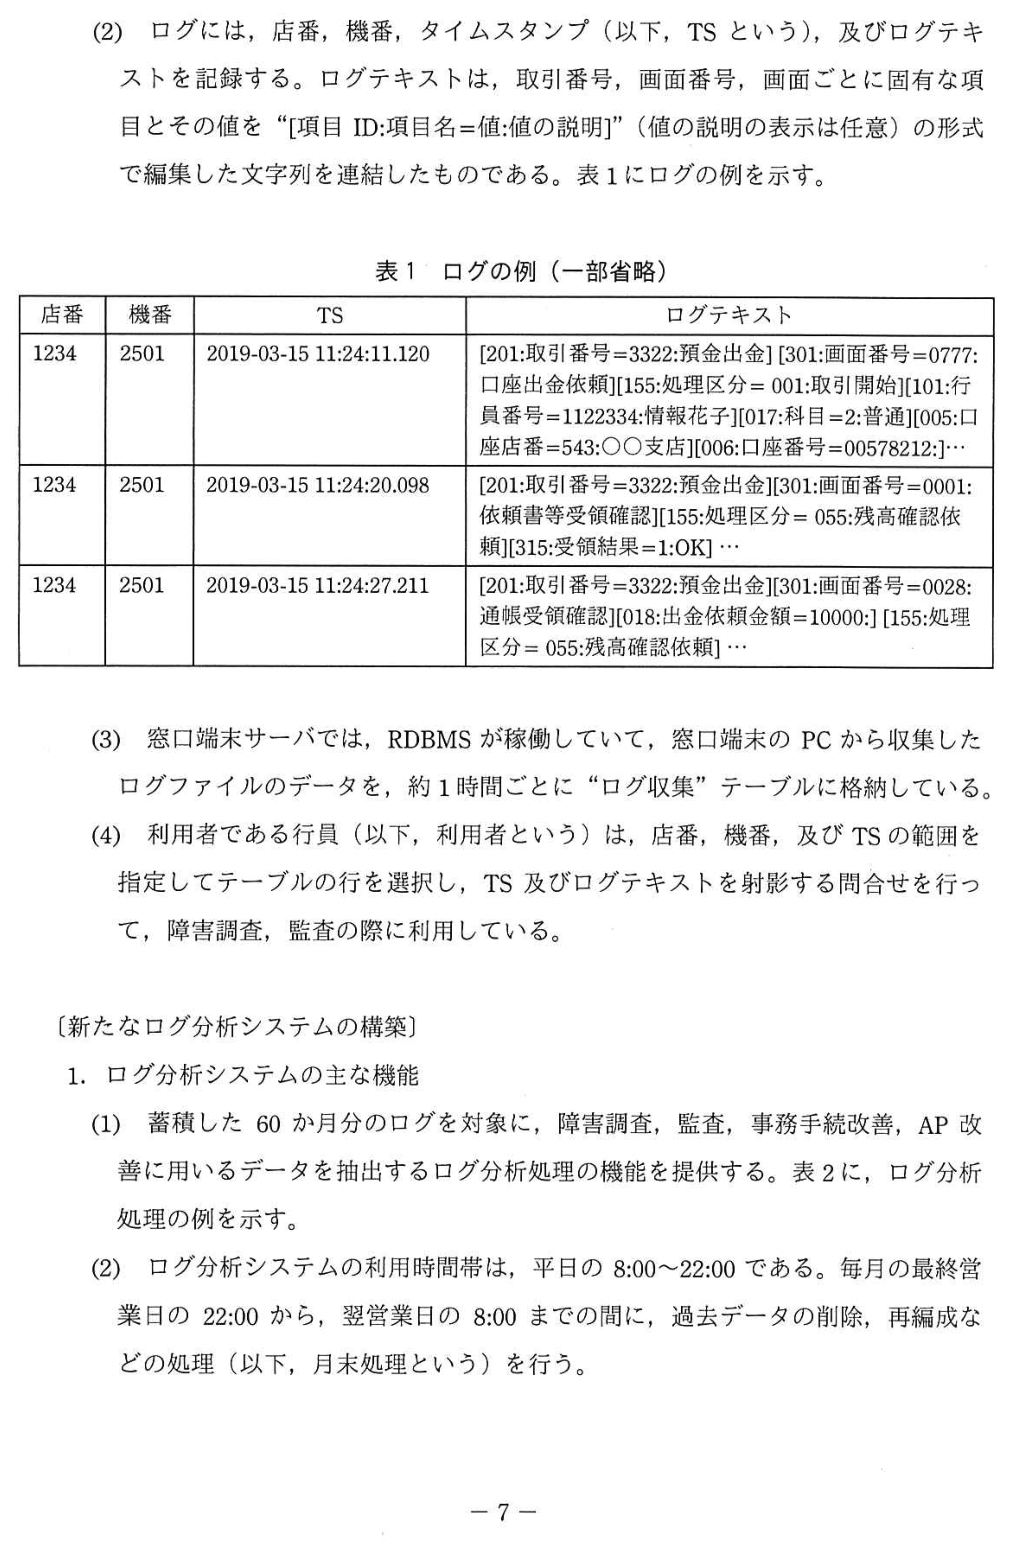 (2) ログには，店番，機番，タイムスタンプ（以下，TS という），及びログテキ
ストを記録する。ログテキストは，取引番号，画面番号，画面ごとに固有な項
目とその値を “[項目 ID:項目名=値:値の説明]”（値の説明の表示は任意）の形式
で編集した文字列を連結したものである。表1にログの例を示す。
表1　ログの例（一部省略）
店番 機番 TS ログテキスト
1234 2501 2019-03-15 11:24:11.120 [201:取引番号=3322:預金出金] [301:画面番号=0777:
口座出金依頼][155:処理区分= 001:取引開始][101:行
員番号=1122334:情報花子][017:科目=2:普通][005:口
座店番=543:○○支店][006:口座番号=00578212:]…
1234 2501 2019-03-15 11:24:20.098 [201:取引番号=3322:預金出金][301:画面番号=0001:
依頼書等受領確認][155:処理区分= 055:残高確認依
頼][315:受領結果=1:OK] …
1234 2501 2019-03-15 11:24:27.211 [201:取引番号=3322:預金出金][301:画面番号=0028:
通帳受領確認][018:出金依頼金額=10000:] [155:処理
区分= 055:残高確認依頼] …
(3) 窓口端末サーバでは，RDBMS が稼働していて，窓口端末の PC から収集した
ログファイルのデータを，約1時間ごとに “ログ収集” テーブルに格納している。
(4) 利用者である行員（以下，利用者という）は，店番，機番，及び TS の範囲を
指定してテーブルの行を選択し，TS 及びログテキストを射影する問合せを行っ
て，障害調査，監査の際に利用している。
〔新たなログ分析システムの構築〕
1. ログ分析システムの主な機能
(1) 蓄積した 60 か月分のログを対象に，障害調査，監査，事務手続改善，AP 改
善に用いるデータを抽出するログ分析処理の機能を提供する。表2に，ログ分析
処理の例を示す。
(2) ログ分析システムの利用時間帯は，平日の 8:00～22:00 である。毎月の最終営
業日の 22:00 から，翌営業日の 8:00 までの間に，過去データの削除，再編成な
どの処理（以下，月末処理という）を行う。
－ 7 －